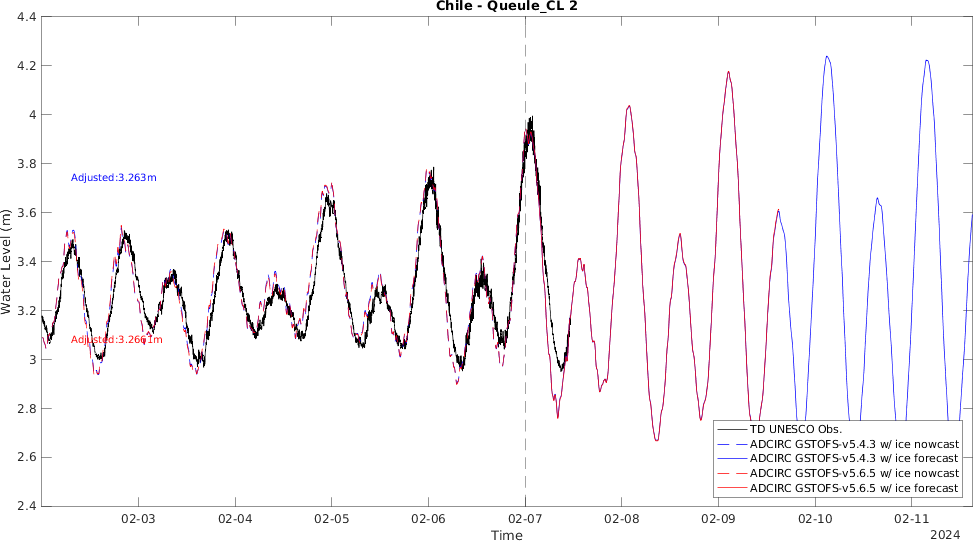 Chile - Queule_CL 2
4.4
4.2
4
3.8
3.6
3.4
3.2
3
2.8
2.6
2.4
Water Level (m)
Adjusted:3.263m
Adjusted:3.2661m
TD UNESCO Obs.
ADCIRC GSTOFS-v5.4.3 w/ ice nowcast
ADCIRC GSTOFS-v5.4.3 w/ ice forecast
ADCIRC GSTOFS-v5.6.5 w/ ice nowcast
ADCIRC GSTOFS-v5.6.5 w/ ice forecast
02-03 02-04 02-05 02-06 02-07 02-08 02-09 02-10 02-11
Time
2024